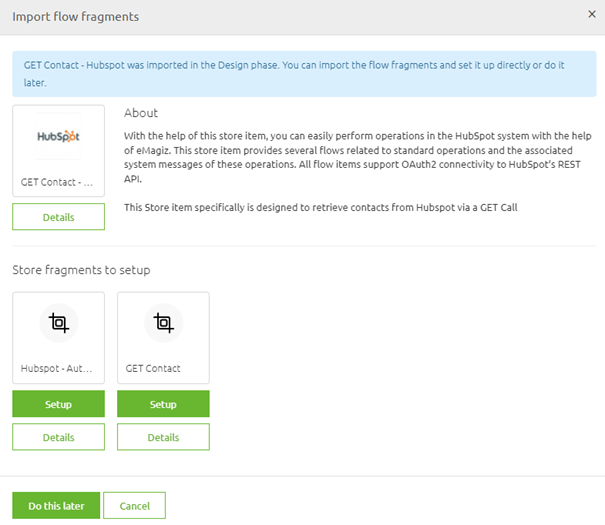 Import flow fragments
×
GET Contact - Hubspot was imported in the Design phase. You can import the flow fragments and set it up directly or do it
later.
HubSpot
GET Contact - ...
Details
About
With the help of this store item, you can easily perform operations in the HubSpot system with the help
of eMagiz. This store item provides several flows related to standard operations and the associated
system messages of these operations. All flow items support OAuth2 connectivity to HubSpot's REST
API.
This Store item specifically is designed to retrieve contacts from Hubspot via a GET Call
Store fragments to setup
Hubspot - Aut...
GET Contact
Setup
Setup
Details
Details
Do this later
Cancel